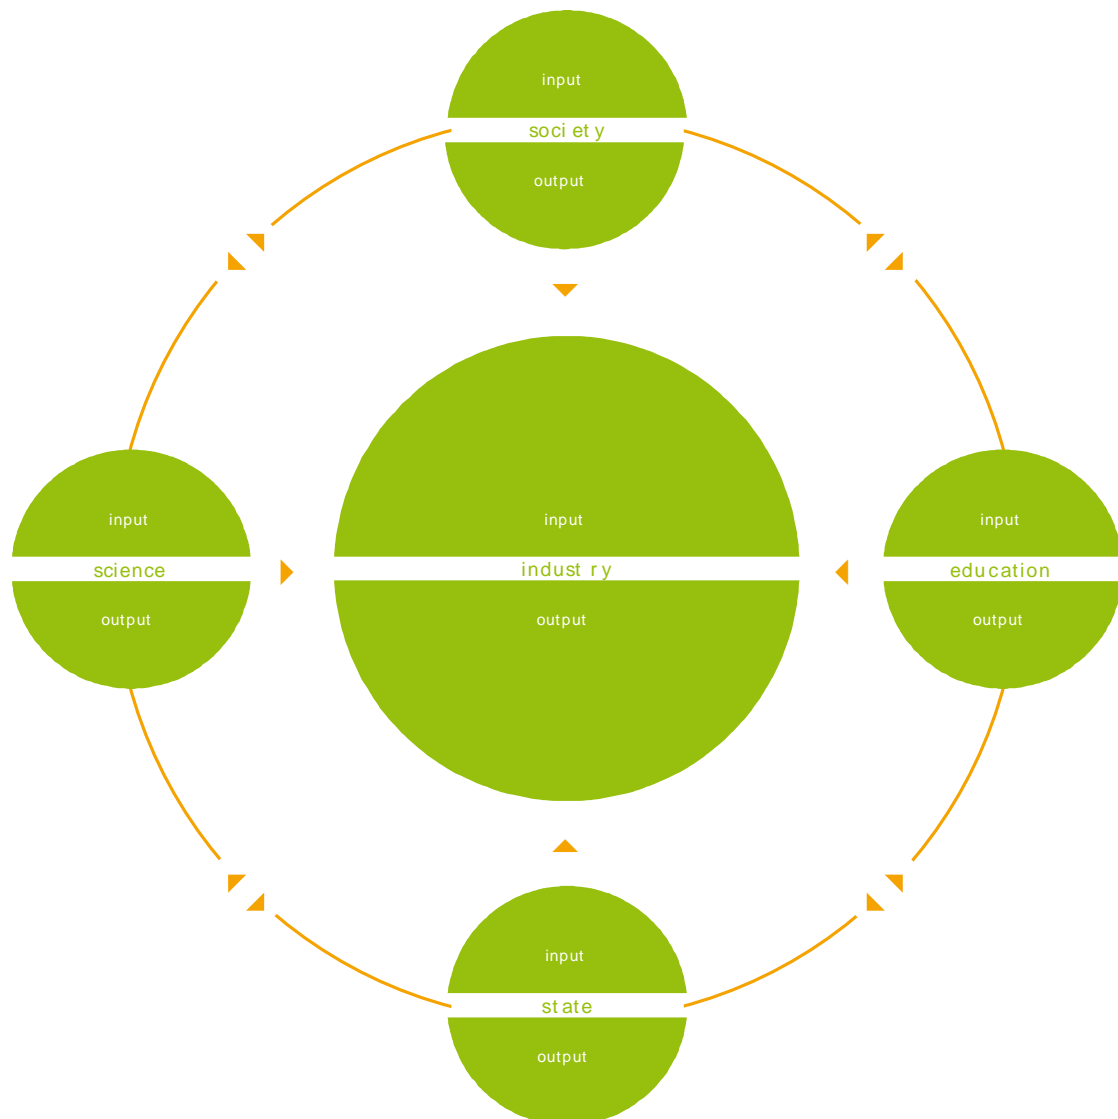 input
society
output
input
science
output
input
industry
output
input
education
output
input
state
output